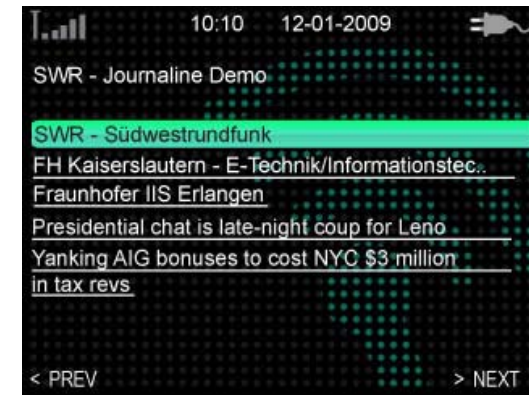 10:10 12-01-2009
SWR - Journaline Demo
SWR - Südwestrundfunk
FH Kaiserslautern - E-Technik/Informationstec..
Fraunhofer IIS Erlangen
Presidential chat is late-night coup for Leno
Yanking AIG bonuses to cost NYC $3 million
in tax revs
< PREV > NEXT